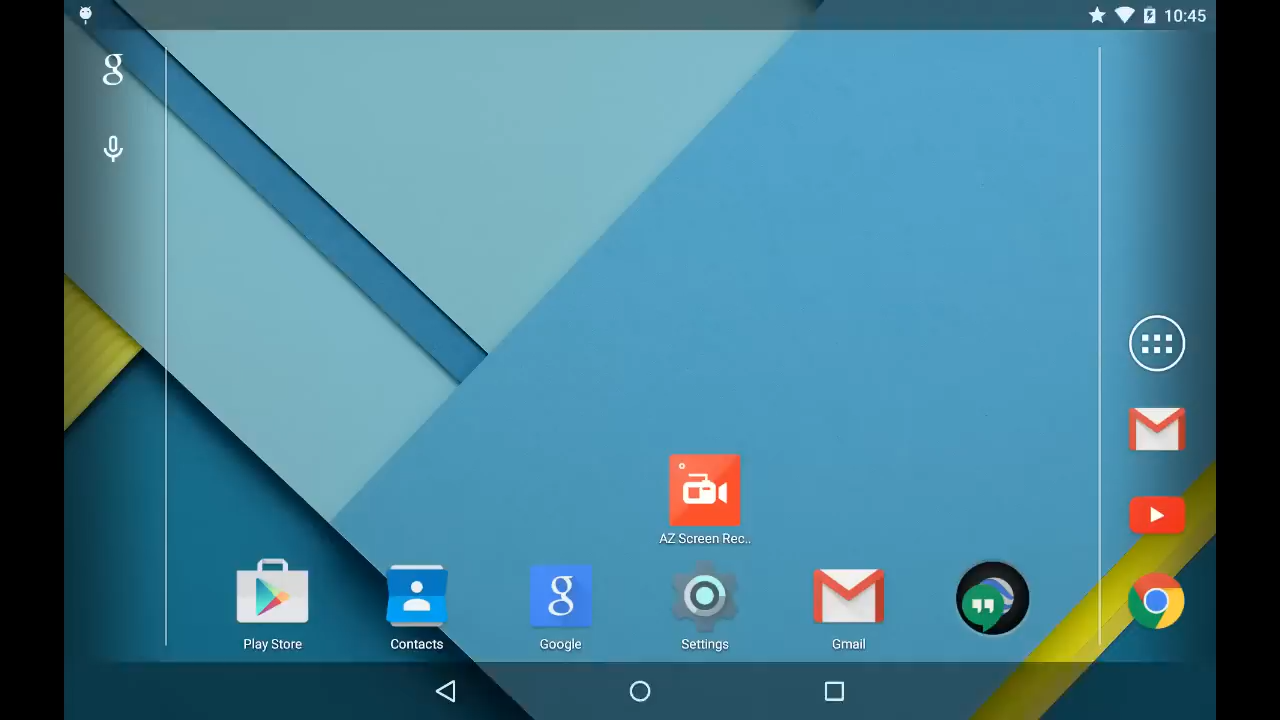 10:45
g
AZ Screen Rec..
g
Play Store
Contacts
Google
Settings
Gmail